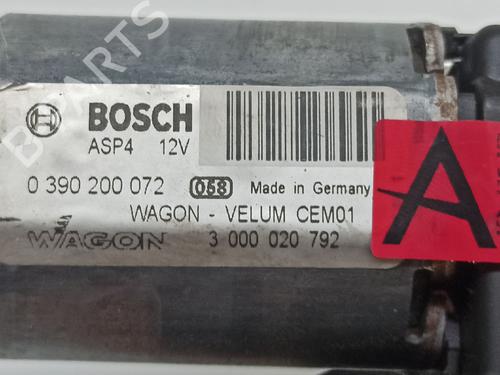 B-PARTS
BOSCH
ASP4 12V
0 390 200 072 058 Made in Germany
WAGON - VELUM CEM01
WAGON 3 000 020 792
A